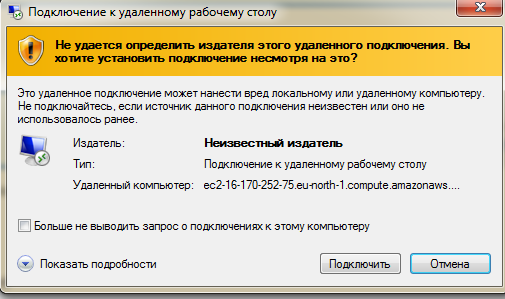 Подключение к удаленному рабочему столу
Не удается определить издателя этого удаленного подключения. Вы
хотите установить подключение несмотря на это?
Это удаленное подключение может нанести вред локальному или удаленному компьютеру.
Не подключайтесь, если источник данного подключения неизвестен или оно не
использовалось ранее.
Издатель: Неизвестный издатель
Тип: Подключение к удаленному рабочему столу
Удаленный компьютер: ec2-16-170-252-75.eu-north-1.compute.amazonaws....
Больше не выводить запрос о подключениях к этому компьютеру
Показать подробности Подключить Отмена